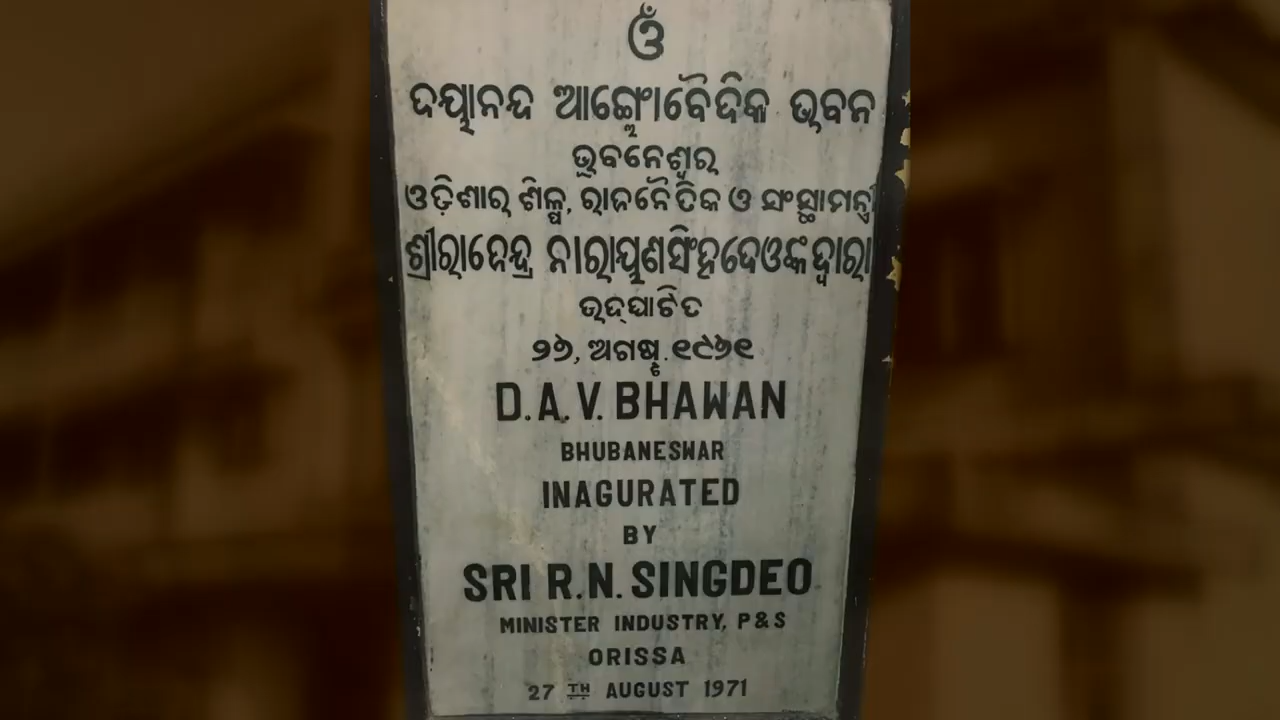 ଓଁ
ଦୟାନନ୍ଦ ଆଙ୍ଗ୍ଲୋବୈଦିକ ଭବନ
ଭୁବନେଶ୍ୱର
ଓଡ଼ିଶାର ଶିଳ୍ପ, ରାଜନୈତିକ ଓ ସଂସ୍ଥାମନ୍ତ୍ରୀ
ଶ୍ରୀରାଜେନ୍ଦ୍ର ନାରାୟଣସିଂହଦେଓଙ୍କଦ୍ୱାରା
ଉଦ୍‌ଘାଟିତ
୨୭, ଅଗଷ୍ଟ. ୧୯୭୧
D.A.V. BHAWAN
BHUBANESWAR
INAGURATED
BY
SRI R.N. SINGDEO
MINISTER INDUSTRY, P&S
ORISSA
27 TH AUGUST 1971